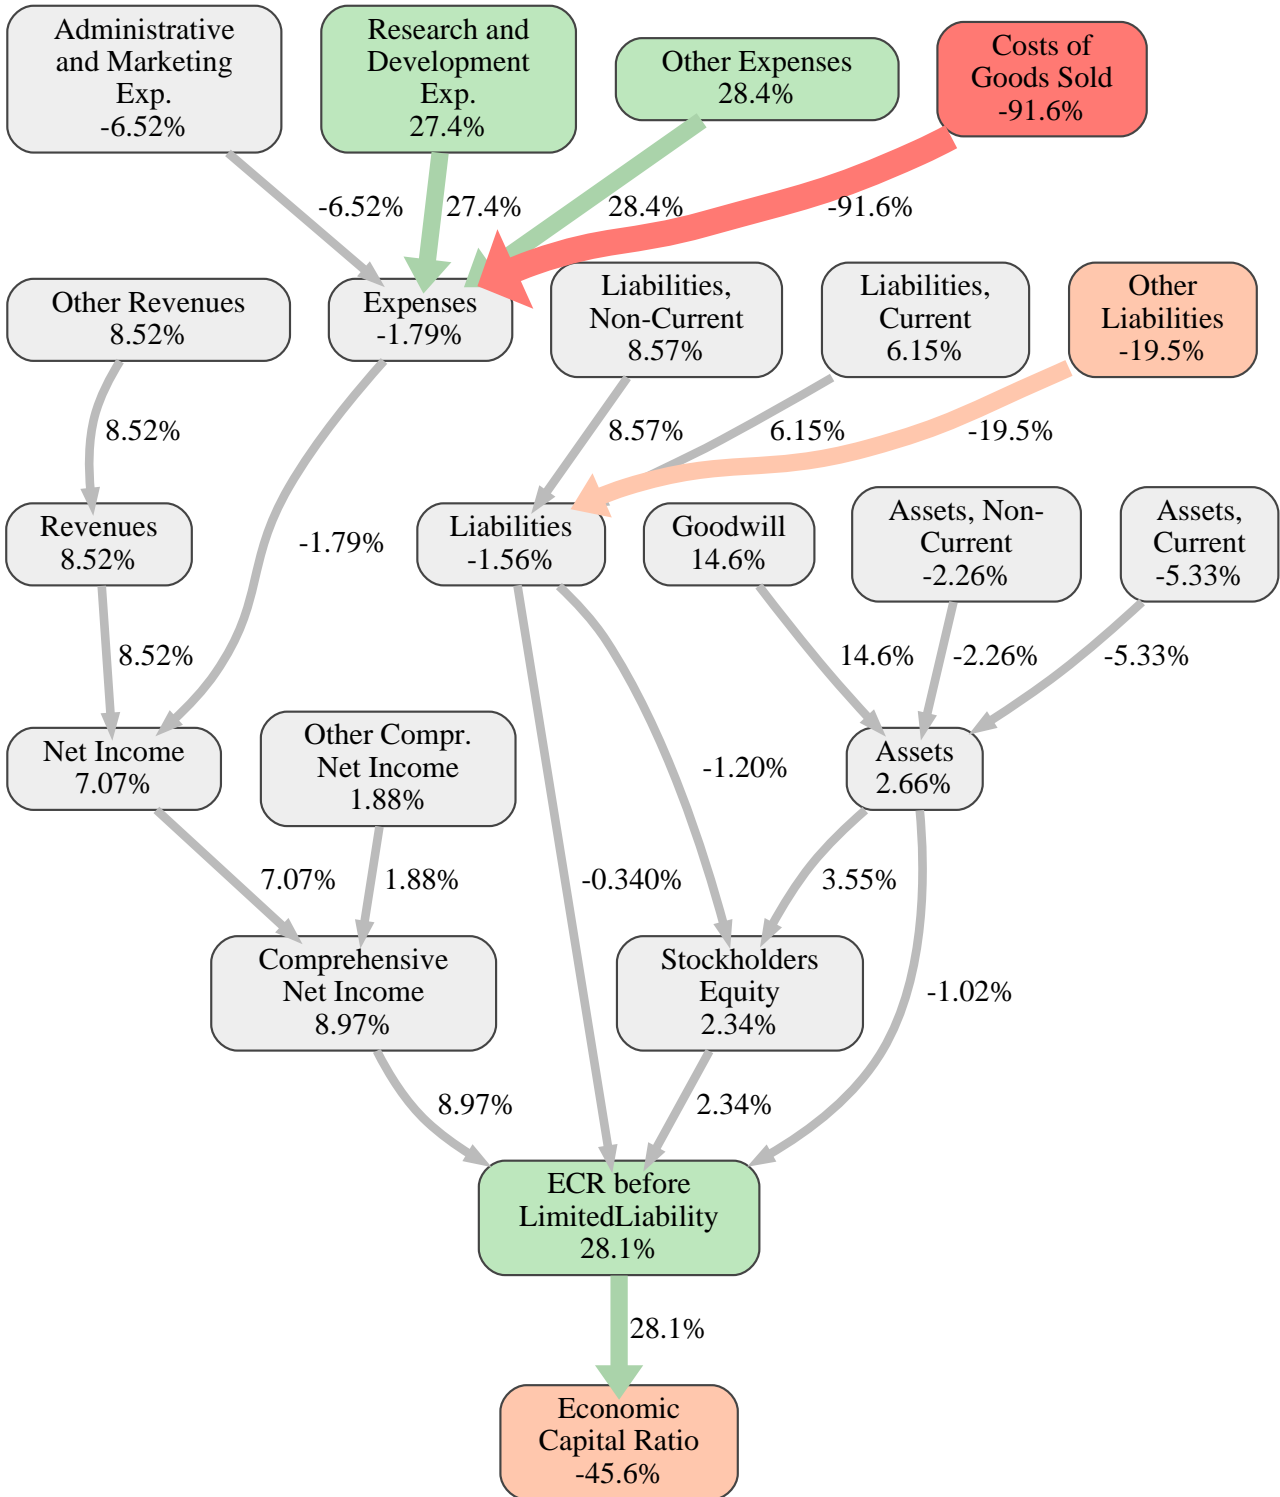 Administrative
and Marketing
Exp.
-6.52%
Research and
Development
Exp.
27.4%
Other Expenses
28.4%
Costs of
Goods Sold
-91.6%
-6.52%
27.4%
28.4%
-91.6%
Other Revenues
8.52%
Expenses
-1.79%
Liabilities,
Non-Current
8.57%
Liabilities,
Current
6.15%
Other
Liabilities
-19.5%
8.52%
-1.79%
8.57%
6.15%
-19.5%
Revenues
8.52%
Liabilities
-1.56%
Goodwill
14.6%
Assets, Non-
Current
-2.26%
Assets,
Current
-5.33%
8.52%
14.6%
-2.26%
-5.33%
Net Income
7.07%
Other Compr.
Net Income
1.88%
-1.20%
Assets
2.66%
7.07%
1.88%
-0.340%
3.55%
Comprehensive
Net Income
8.97%
Stockholders
Equity
2.34%
-1.02%
8.97%
2.34%
ECR before
LimitedLiability
28.1%
28.1%
Economic
Capital Ratio
-45.6%